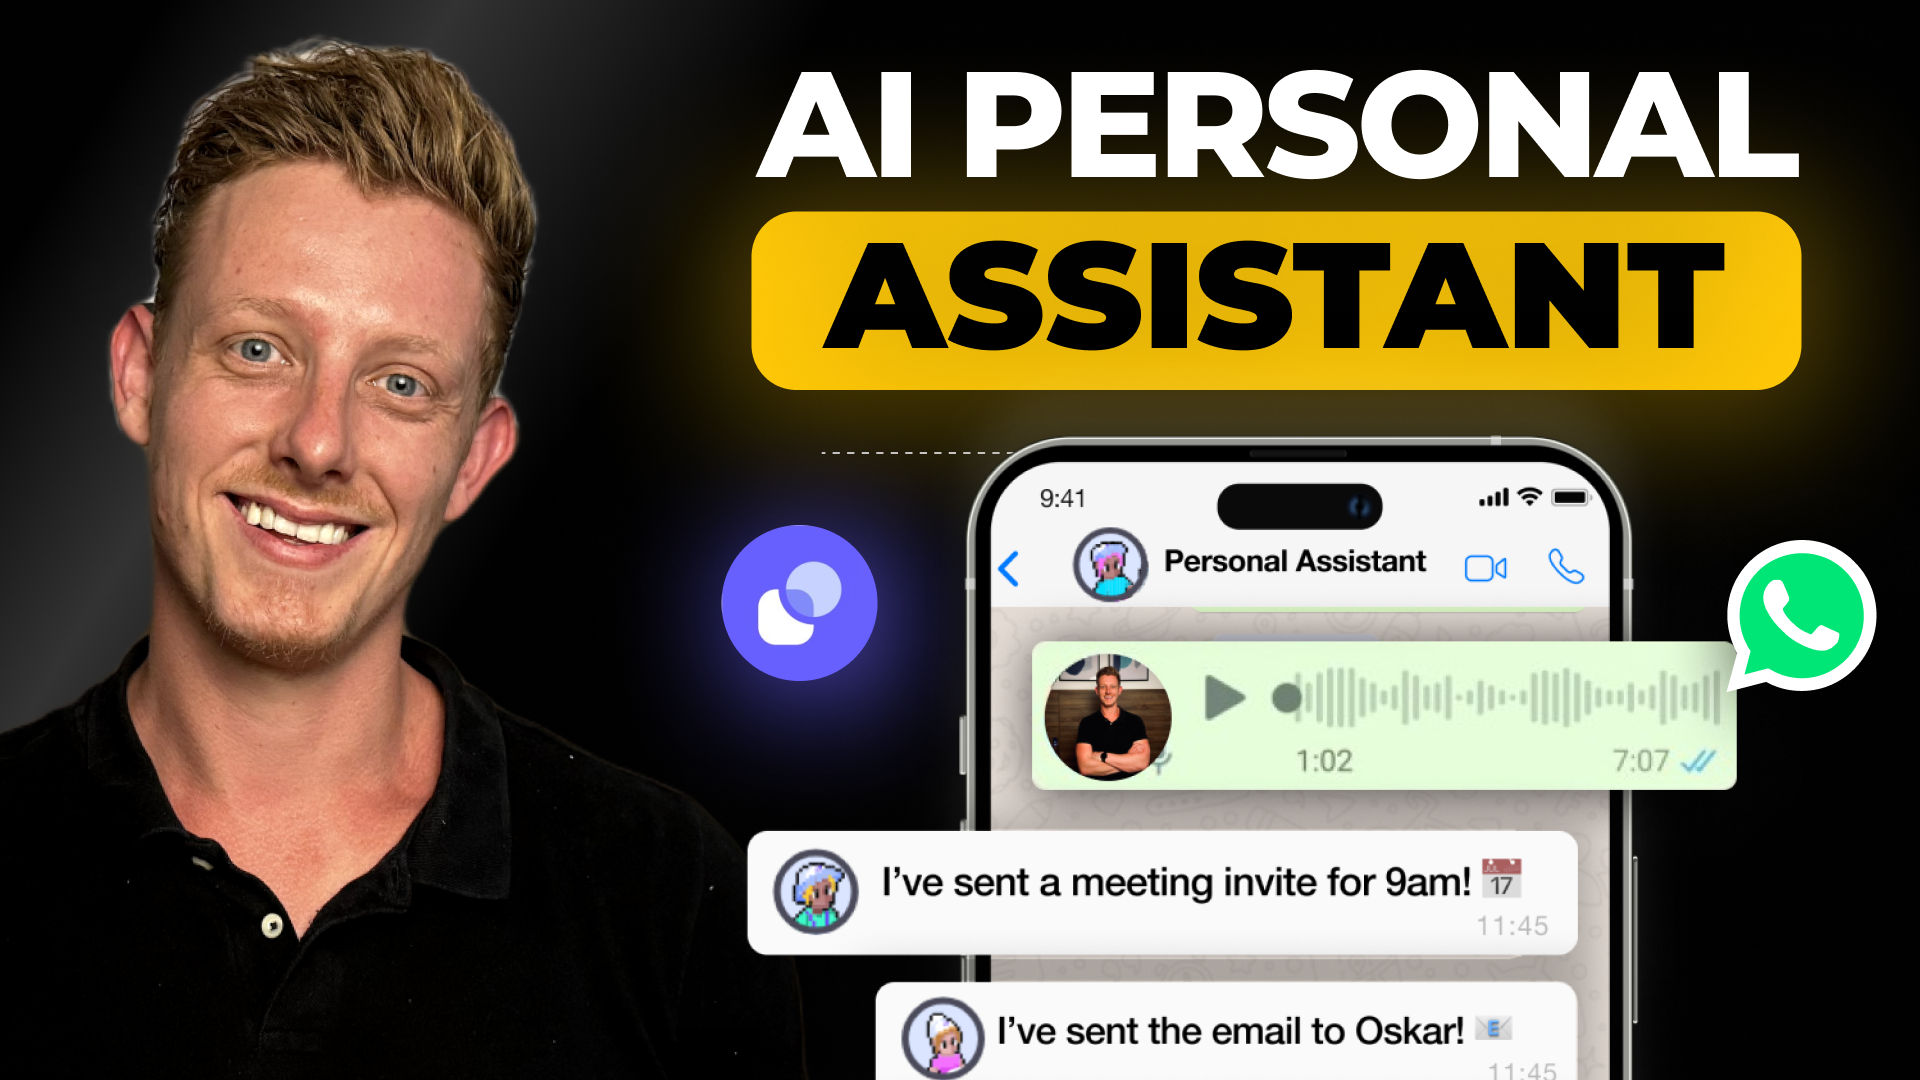 AI PERSONAL
ASSISTANT
9:41
Personal Assistant
1:02
7:07
I’ve sent a meeting invite for 9am!
JUL
17
11:45
I’ve sent the email to Oskar!
E
11:45